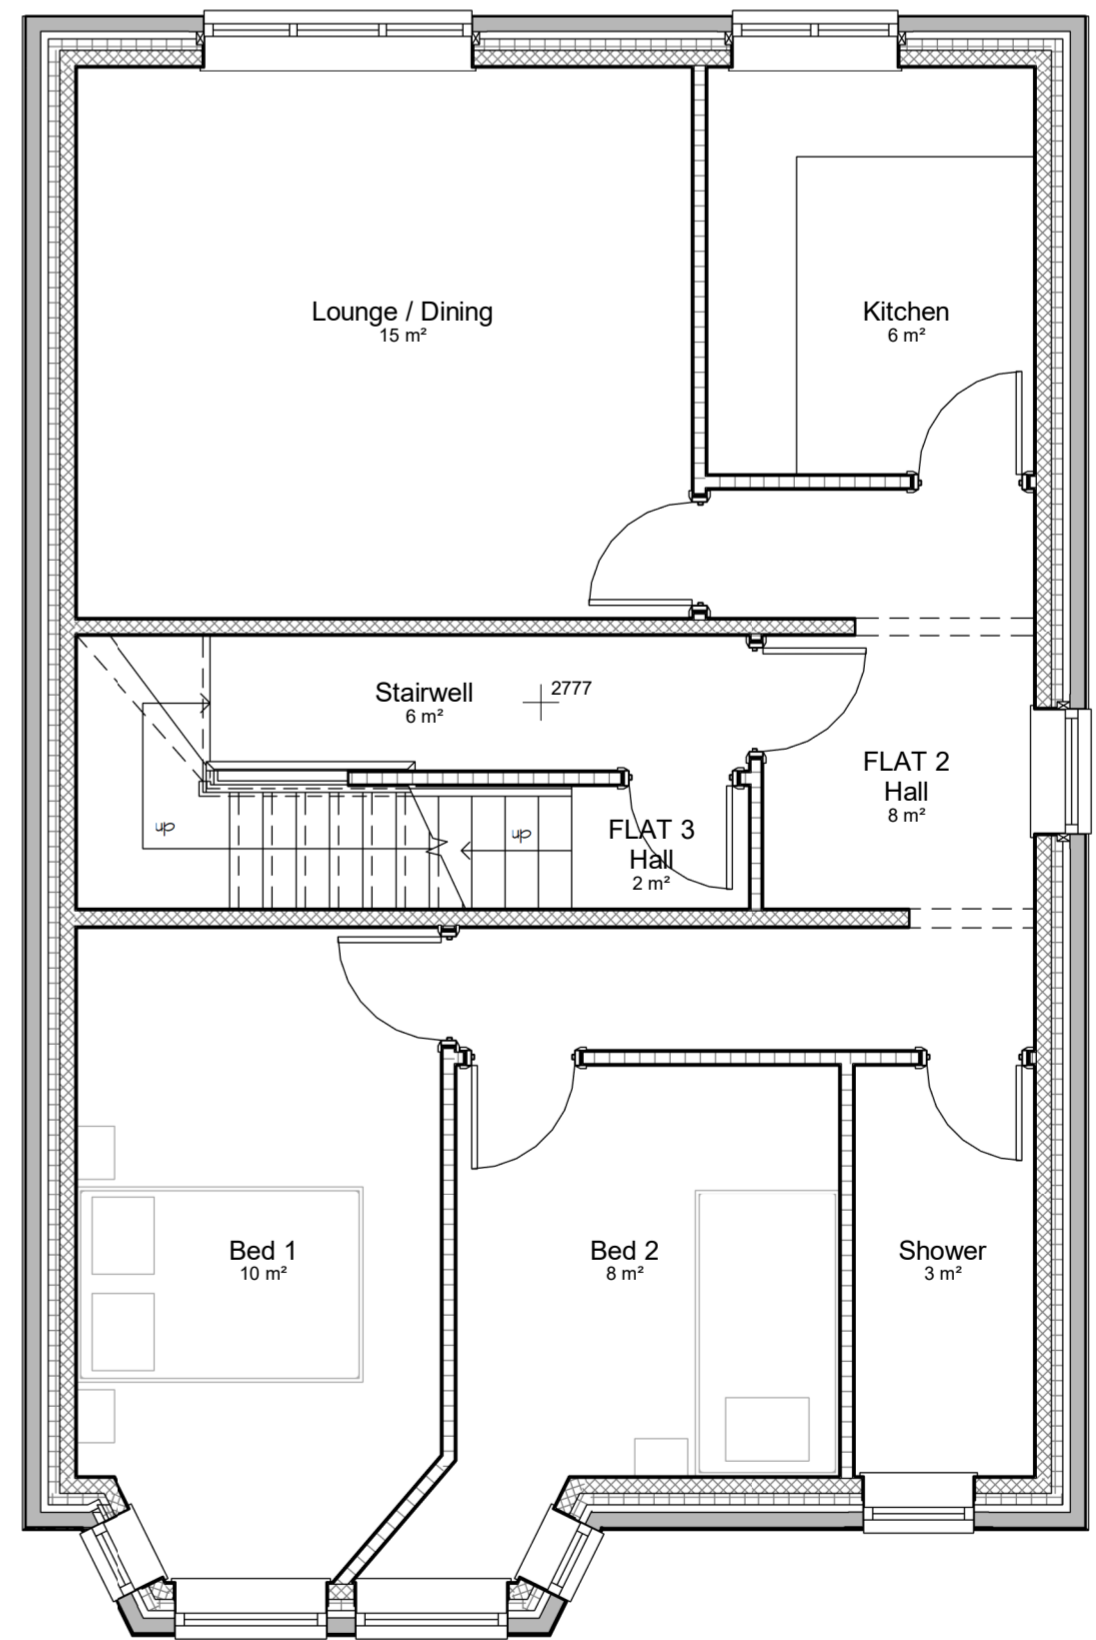 Lounge / Dining
15 m²
Kitchen
6 m²
Stairwell
6 m²
2777
FLAT 2
Hall
8 m²
up
up
FLAT 3
Hall
2 m²
Bed 1
10 m²
Bed 2
8 m²
Shower
3 m²